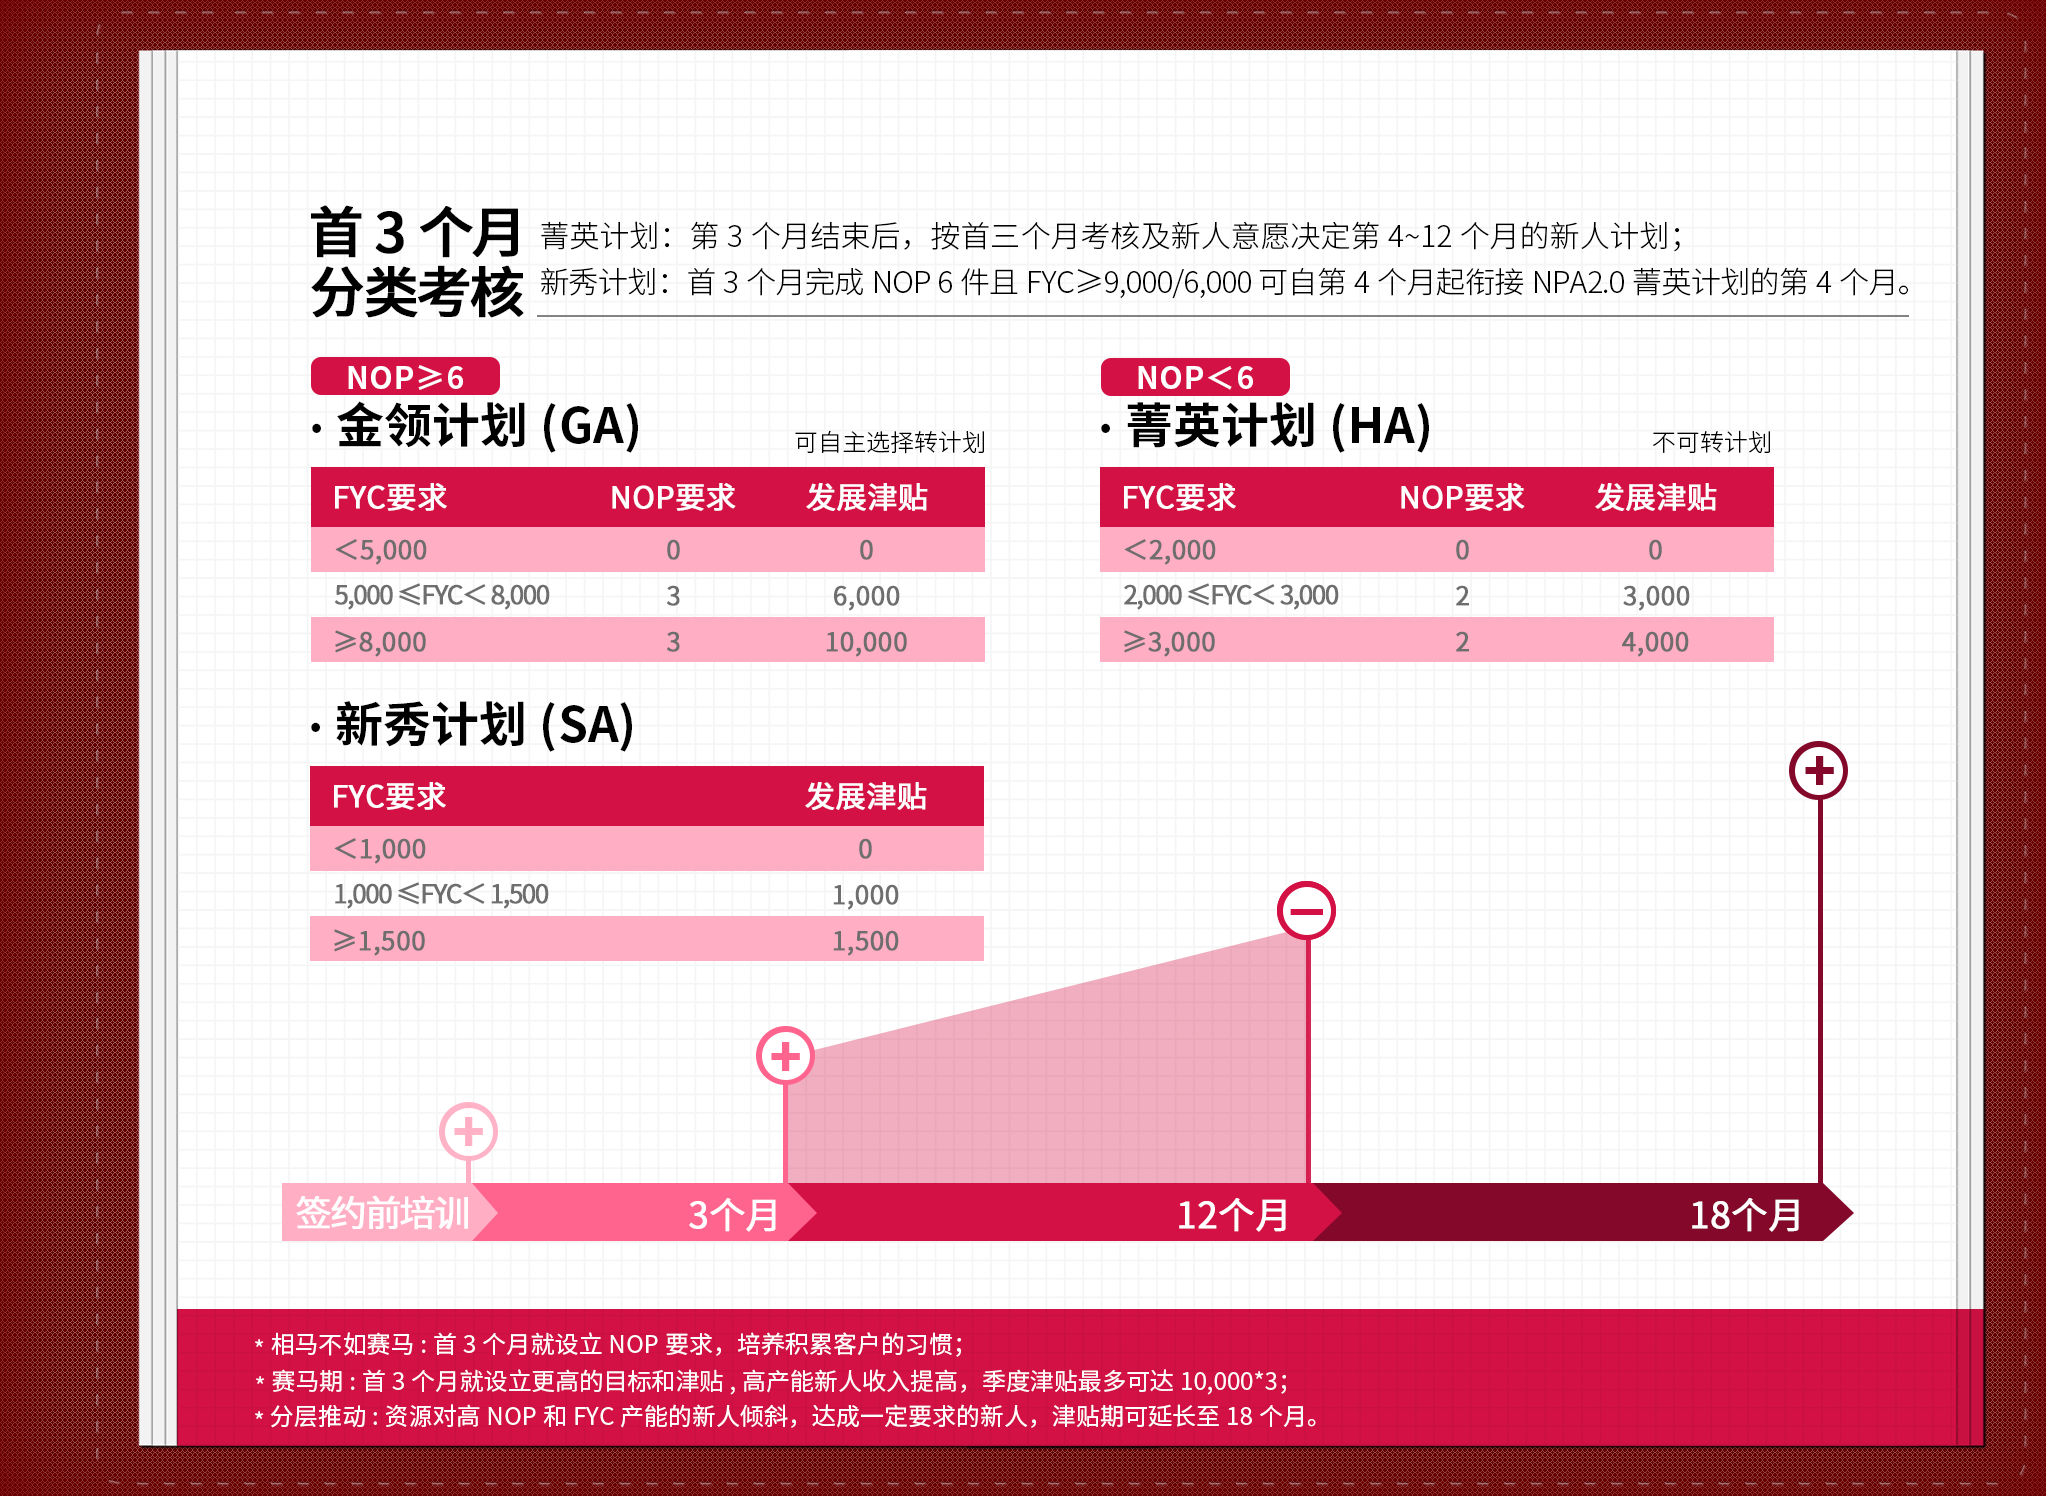 首 3 个月
分类考核
菁英计划：第 3 个月结束后，按首三个月考核及新人意愿决定第 4~12 个月的新人计划；
新秀计划：首 3 个月完成 NOP 6 件且 FYC≥9,000/6,000 可自第 4 个月起衔接 NPA2.0 菁英计划的第 4 个月。
NOP≥6
· 金领计划 (GA)
可自主选择转计划
FYC要求 NOP要求 发展津贴
＜5,000 0 0
5,000 ≤FYC＜8,000 3 6,000
≥8,000 3 10,000
NOP＜6
· 菁英计划 (HA)
不可转计划
FYC要求 NOP要求 发展津贴
＜2,000 0 0
2,000 ≤FYC＜3,000 2 3,000
≥3,000 2 4,000
· 新秀计划 (SA)
FYC要求 发展津贴
＜1,000 0
1,000 ≤FYC＜1,500 1,000
≥1,500 1,500
签约前培训 3个月 12个月 18个月
* 相马不如赛马 : 首 3 个月就设立 NOP 要求，培养积累客户的习惯；
* 赛马期 : 首 3 个月就设立更高的目标和津贴 , 高产能新人收入提高，季度津贴最多可达 10,000*3；
* 分层推动 : 资源对高 NOP 和 FYC 产能的新人倾斜，达成一定要求的新人，津贴期可延长至 18 个月。